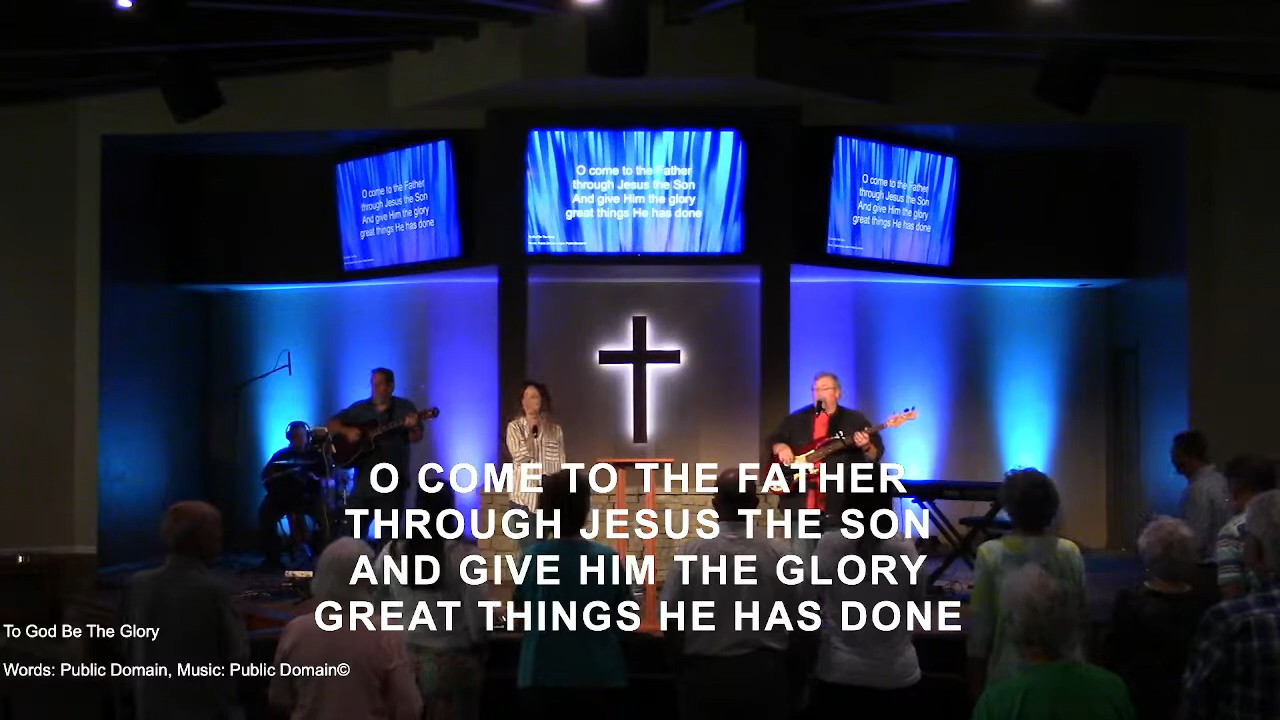 O come to the Father
through Jesus the Son
And give Him the glory
great things He has done
O come to the Father
through Jesus the Son
And give Him the glory
great things He has done
O come to the Father
through Jesus the Son
And give Him the glory
great things He has done
O COME TO THE FATHER
THROUGH JESUS THE SON
AND GIVE HIM THE GLORY
GREAT THINGS HE HAS DONE
To God Be The Glory
Words: Public Domain, Music: Public Domain©